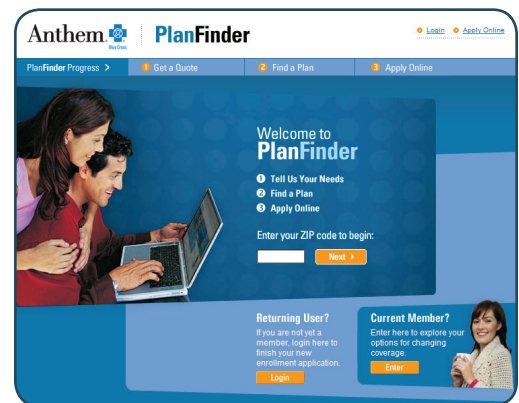 Anthem PlanFinder
Login Apply Online
PlanFinder Progress > 1 Get a Quote 2 Find a Plan 3 Apply Online
Welcome to
PlanFinder
1 Tell Us Your Needs
2 Find a Plan
3 Apply Online
Enter your ZIP code to begin:
Next
Returning User?
If you are not yet a
member, login here to
finish your new
enrollment application.
Login
Current Member?
Enter here to explore your
options for changing
coverage.
Enter